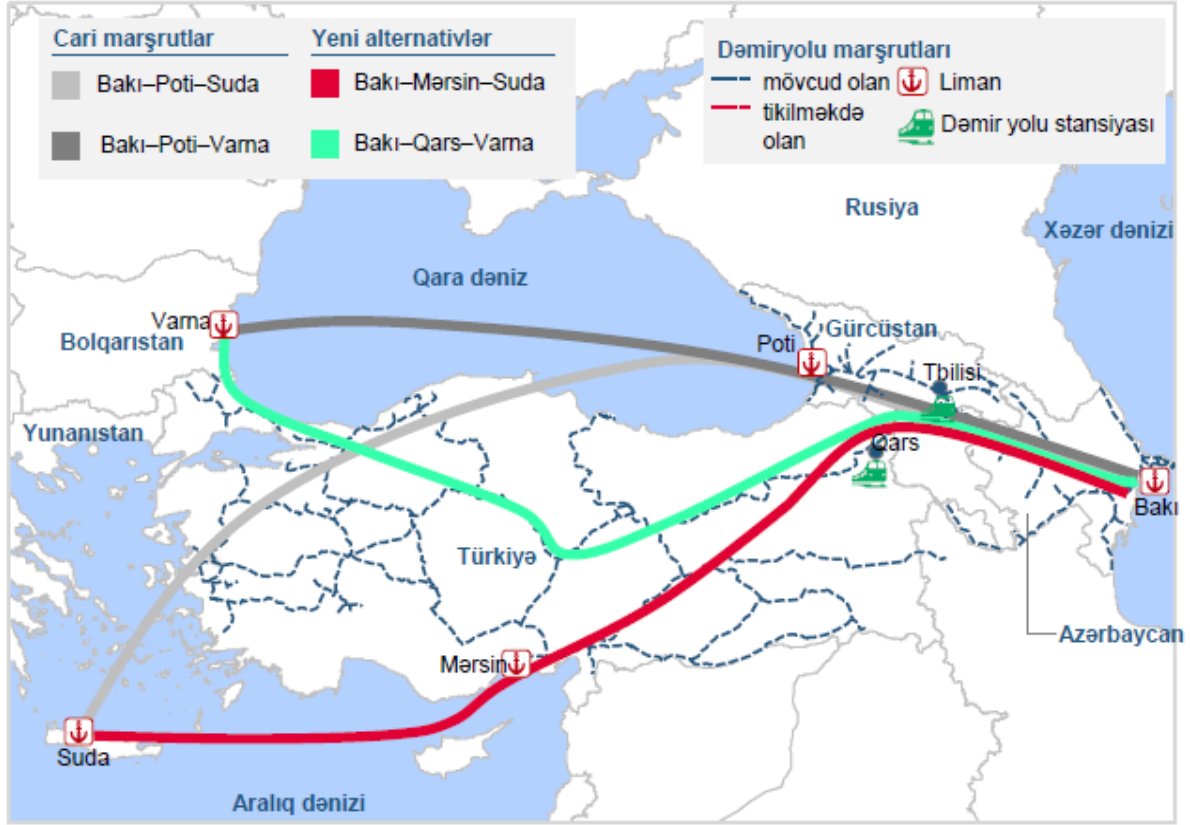 Cari marşrutlar
Yeni alternativlər
Bakı–Poti–Suda
Bakı–Mərsin–Suda
Bakı–Poti–Varna
Bakı–Qars–Varna
Dəmiryolu marşrutları
mövcud olan
Liman
tikilməkdə
olan
Dəmir yolu stansiyası
Rusiya
Xəzər dənizi
Qara dəniz
Varna
Bolqarıstan
Poti
Gürcüstan
Tbilisi
Yunanıstan
Qars
Bakı
Türkiyə
Azərbaycan
Mərsin
Suda
Aralıq dənizi